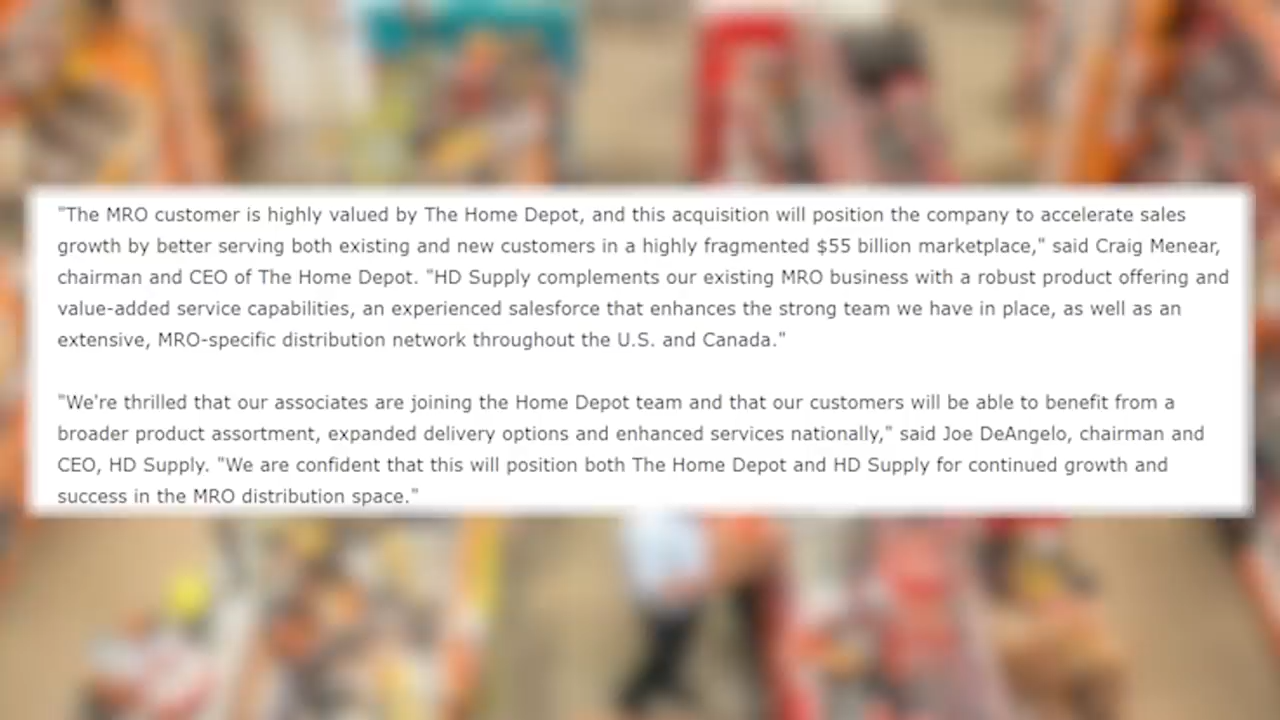 "The MRO customer is highly valued by The Home Depot, and this acquisition will position the company to accelerate sales
growth by better serving both existing and new customers in a highly fragmented $55 billion marketplace," said Craig Menear,
chairman and CEO of The Home Depot. "HD Supply complements our existing MRO business with a robust product offering and
value-added service capabilities, an experienced salesforce that enhances the strong team we have in place, as well as an
extensive, MRO-specific distribution network throughout the U.S. and Canada."
"We're thrilled that our associates are joining the Home Depot team and that our customers will be able to benefit from a
broader product assortment, expanded delivery options and enhanced services nationally," said Joe DeAngelo, chairman and
CEO, HD Supply. "We are confident that this will position both The Home Depot and HD Supply for continued growth and
success in the MRO distribution space."